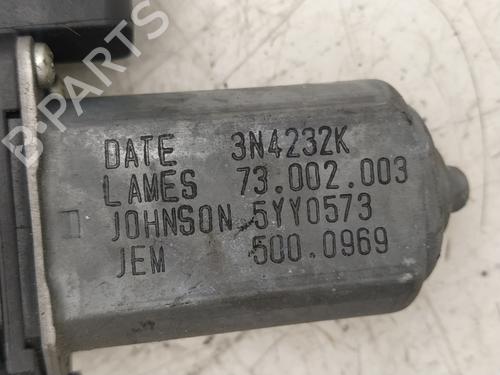 DATE 3N4232K
LAMES 73.002.003
JOHNSON 5YY0573
JEM 500.0969
B-PARTS